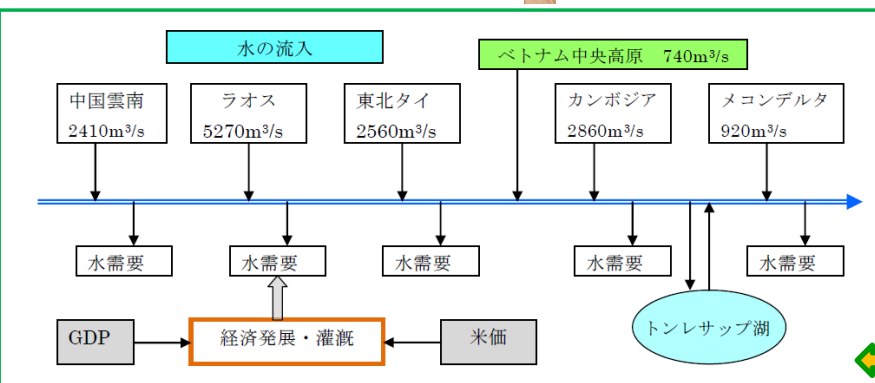 水の流入
ベトナム中央高原 740m³/s
中国雲南
2410m³/s
ラオス
5270m³/s
東北タイ
2560m³/s
カンボジア
2860m³/s
メコンデルタ
920m³/s
水需要
水需要
水需要
水需要
水需要
GDP
経済発展・灌漑
米価
トンレサップ湖